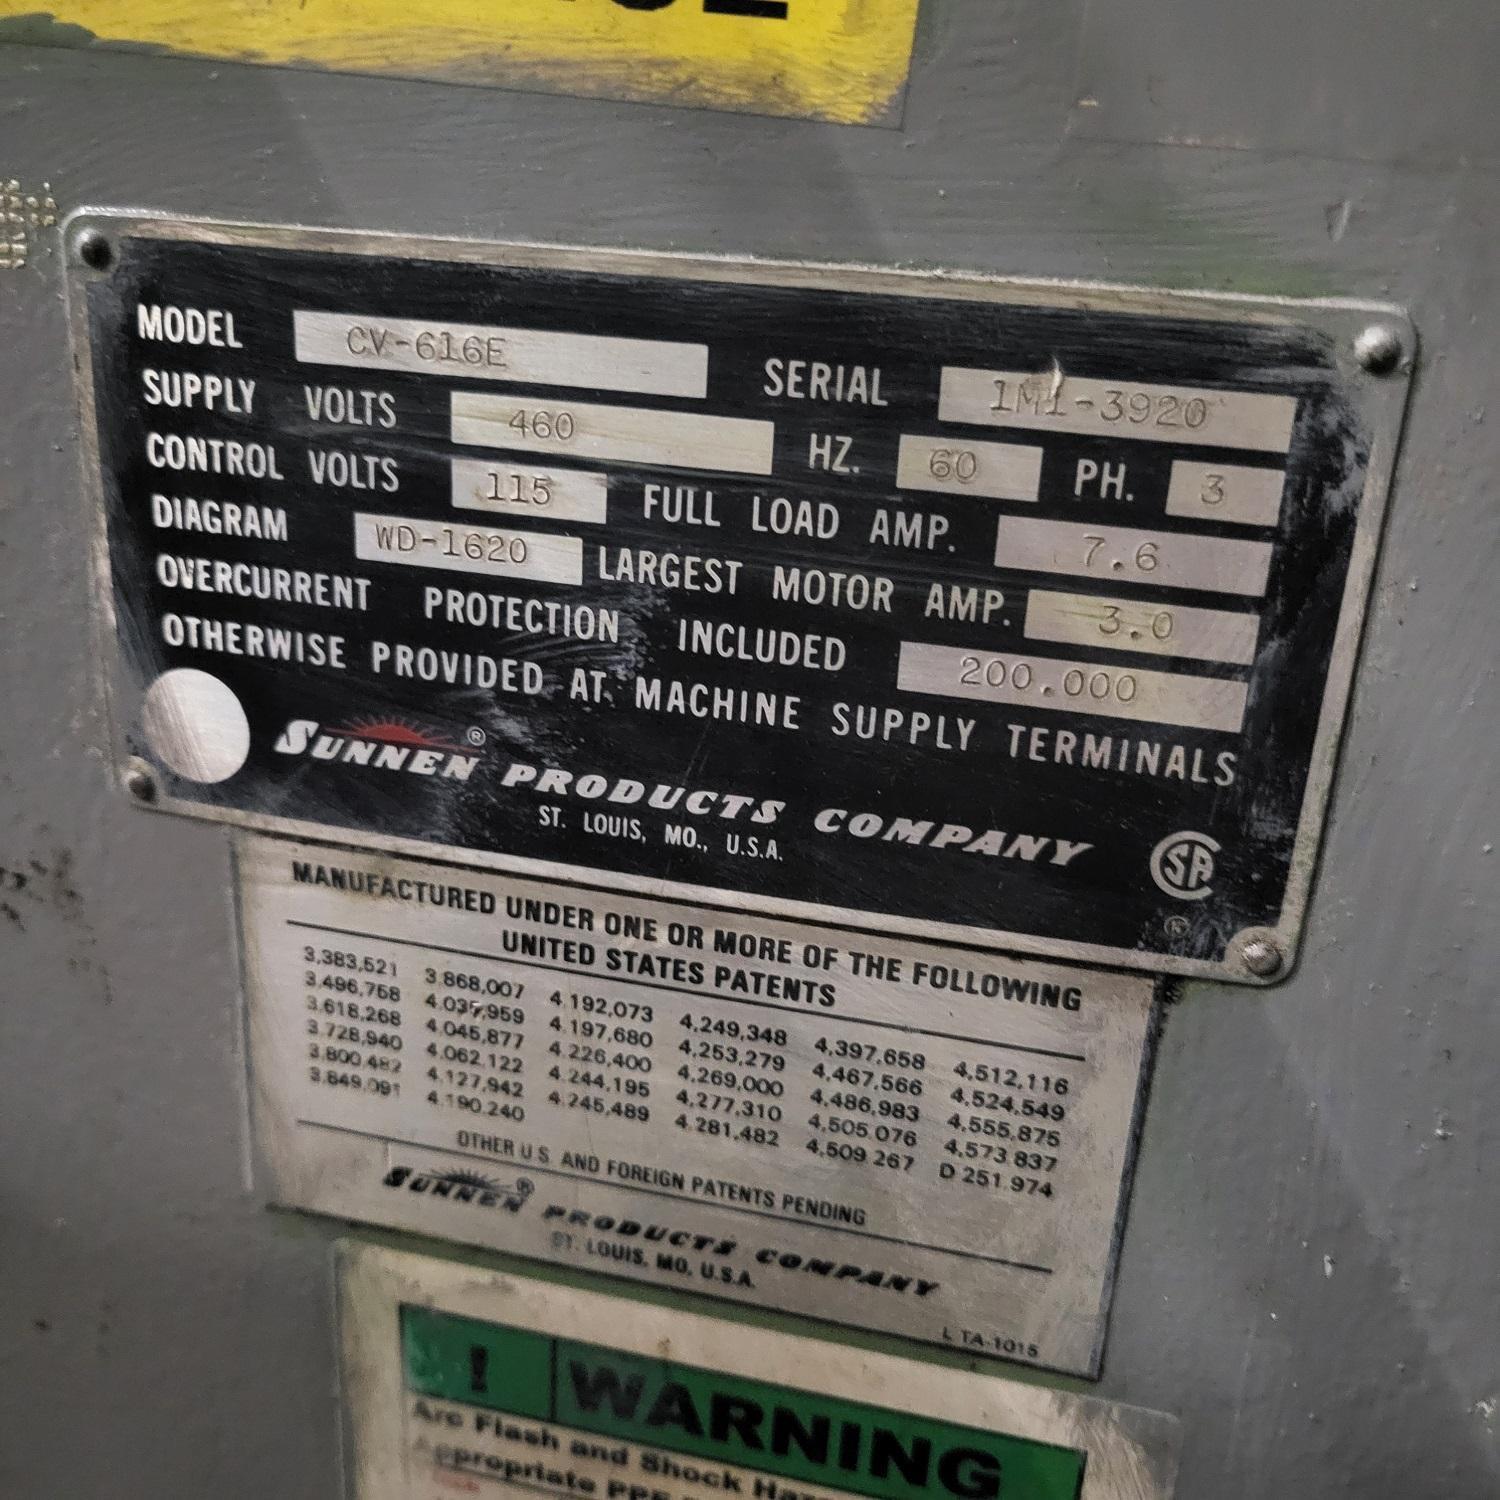 MODEL CV-616E SERIAL 1M1-3920
SUPPLY VOLTS 460 HZ. 60 PH. 3
CONTROL VOLTS 115 FULL LOAD AMP. 7.6
DIAGRAM WD-1620 LARGEST MOTOR AMP. 3.0
OVERCURRENT PROTECTION INCLUDED 200.000
OTHERWISE PROVIDED AT MACHINE SUPPLY TERMINALS
SUNNEN® PRODUCTS COMPANY
ST. LOUIS, MO., U.S.A.
SA
®
MANUFACTURED UNDER ONE OR MORE OF THE FOLLOWING
UNITED STATES PATENTS
3,383,521 3,868,007 4,192,073 4,249,348 4,397,658 4,512,116
3,496,758 4,035,959 4,197,680 4,253,279 4,467,566 4,524,549
3,618,268 4,045,877 4,226,400 4,269,000 4,486,983 4,555,875
3,728,940 4,062,122 4,244,195 4,277,310 4,505,076 4,573,837
3,800,482 4,127,942 4,245,489 4,281,482 4,509,267 D 251,974
3,849,091 4,190,240
OTHER U.S. AND FOREIGN PATENTS PENDING
SUNNEN® PRODUCTS COMPANY
ST. LOUIS, MO, U.S.A.
L TA-1015
! WARNING
Arc Flash and Shock
Appropriate PPE